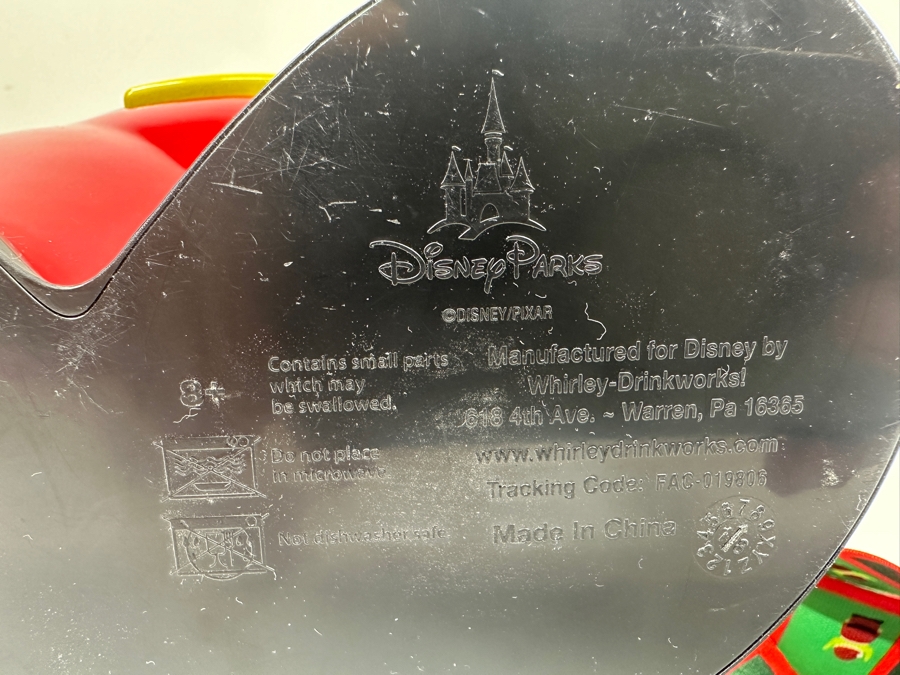 Disney Parks
©DISNEY/PIXAR
3+
Contains small parts
which may
be swallowed.
Do not place
in microwave
Not dishwasher safe
Manufactured for Disney by
Whirley-Drinkworks!
618 4th Ave. ~ Warren, Pa 16365
www.whirleydrinkworks.com
Tracking Code: FAC-019806
Made In China